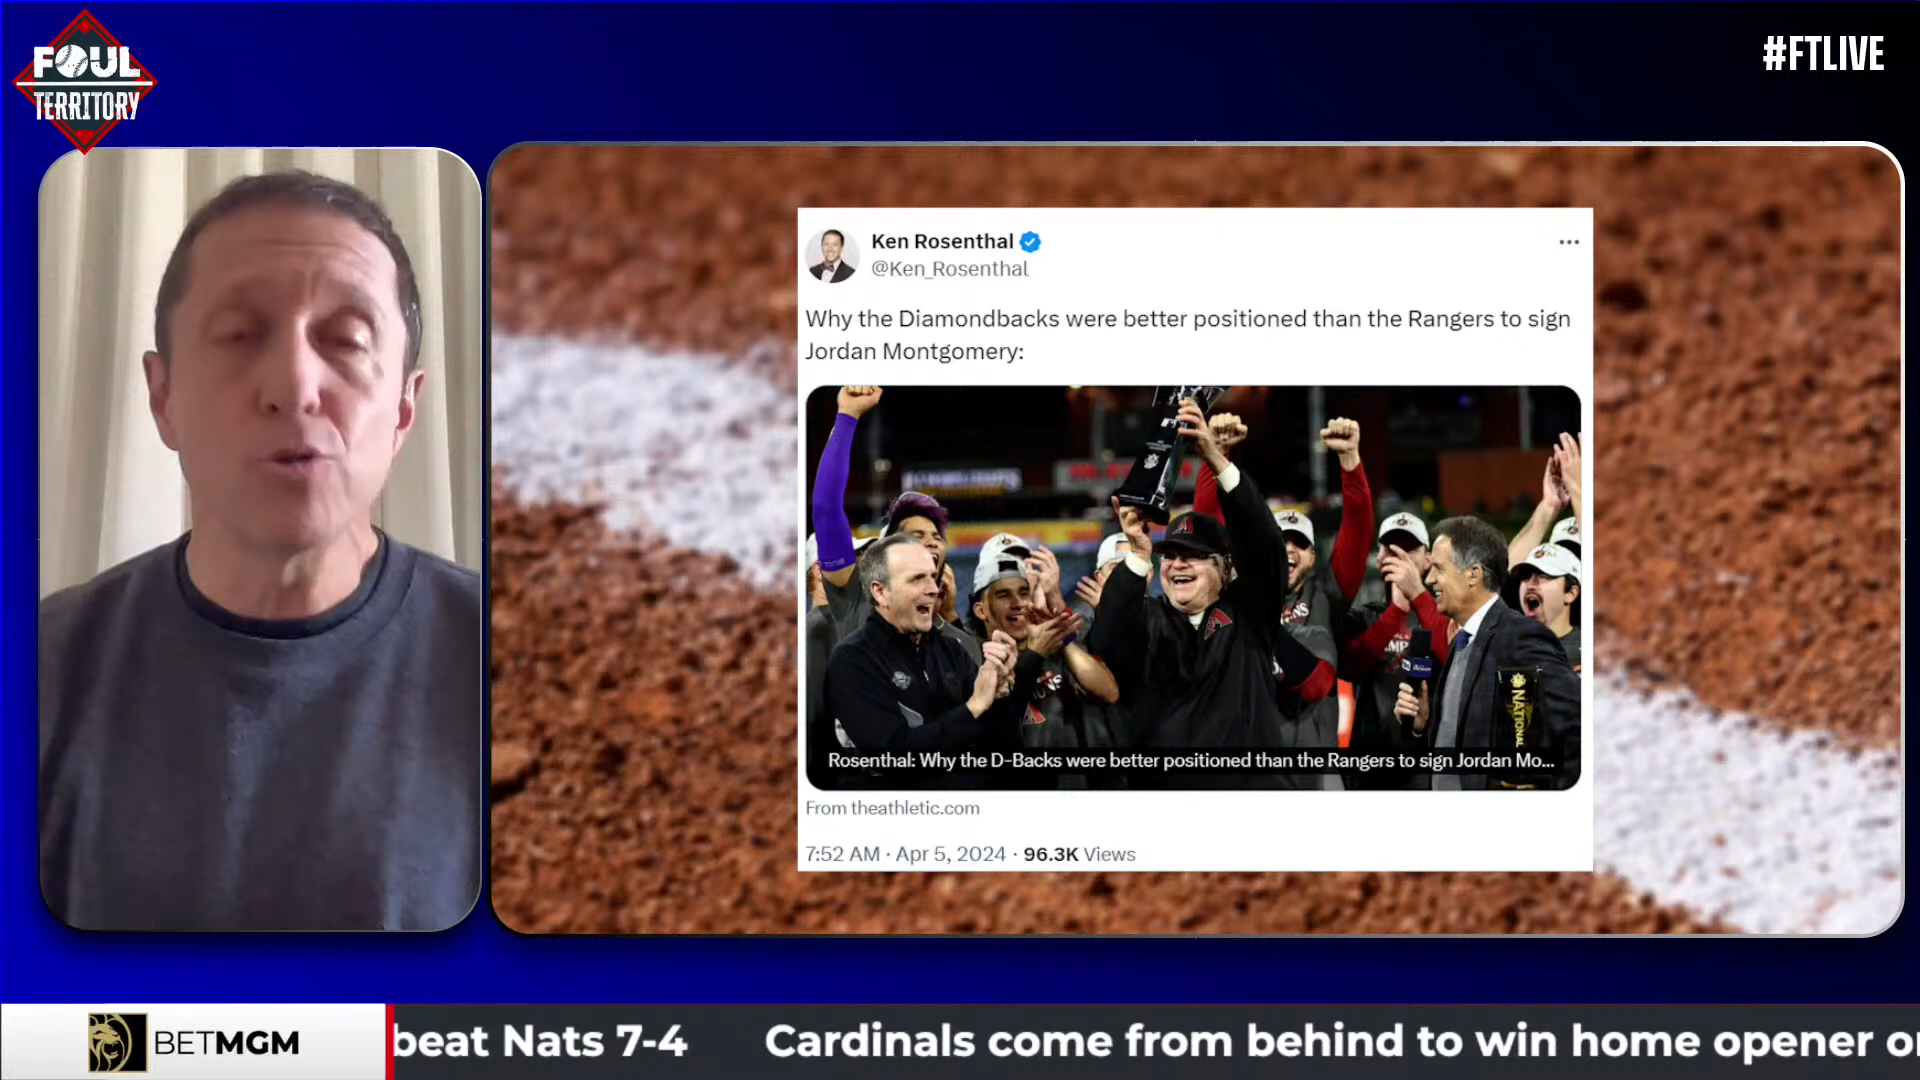 FOUL
TERRITORY
#FTLIVE
Ken Rosenthal
@Ken_Rosenthal
Why the Diamondbacks were better positioned than the Rangers to sign
Jordan Montgomery:
NATIONAL
Rosenthal: Why the D-Backs were better positioned than the Rangers to sign Jordan Mo...
From theathletic.com
7:52 AM · Apr 5, 2024 · 96.3K Views
BETMGM
beat Nats 7-4
Cardinals come from behind to win home opener